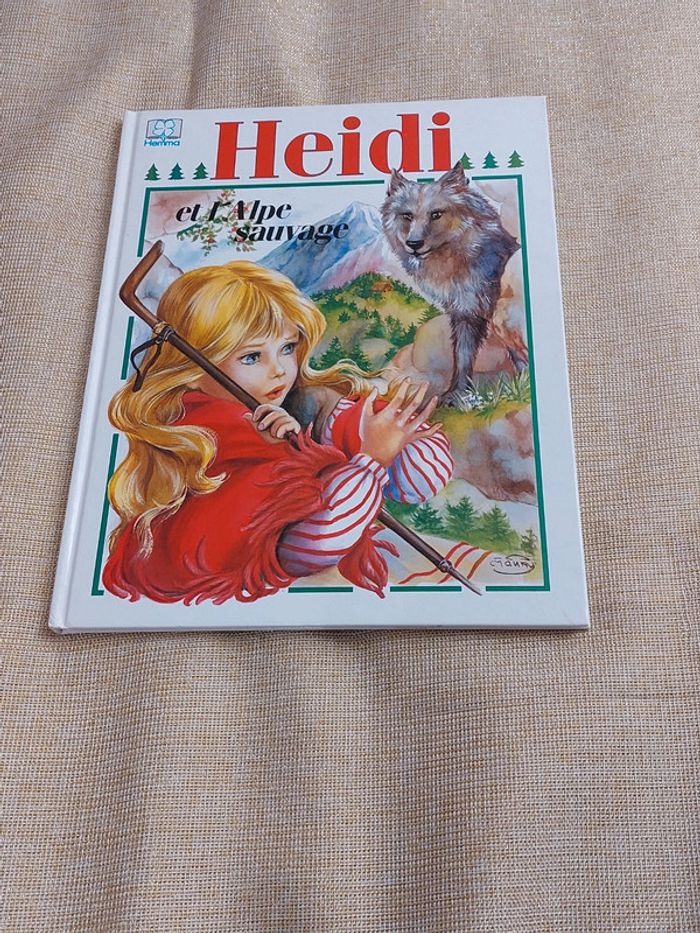 Hemma
Heidi
et l'Alpe
sauvage